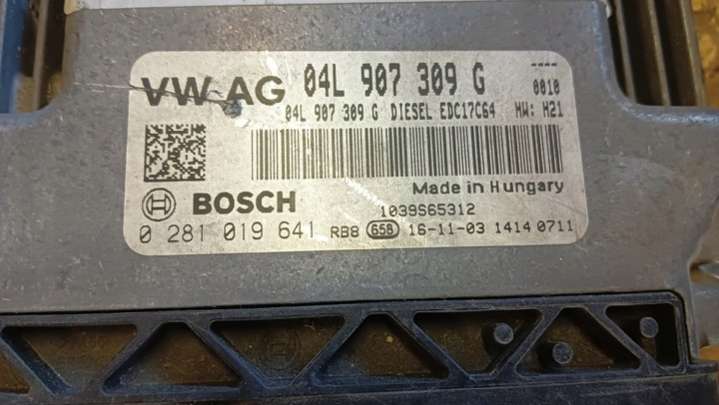 VW AG 04L 907 309 G ----
0010
04L 907 309 G DIESEL EDC17C64 HW: H21
Made in Hungary
BOSCH 1039S65312
0 281 019 641 RB8 658 16-11-03 1414 0711